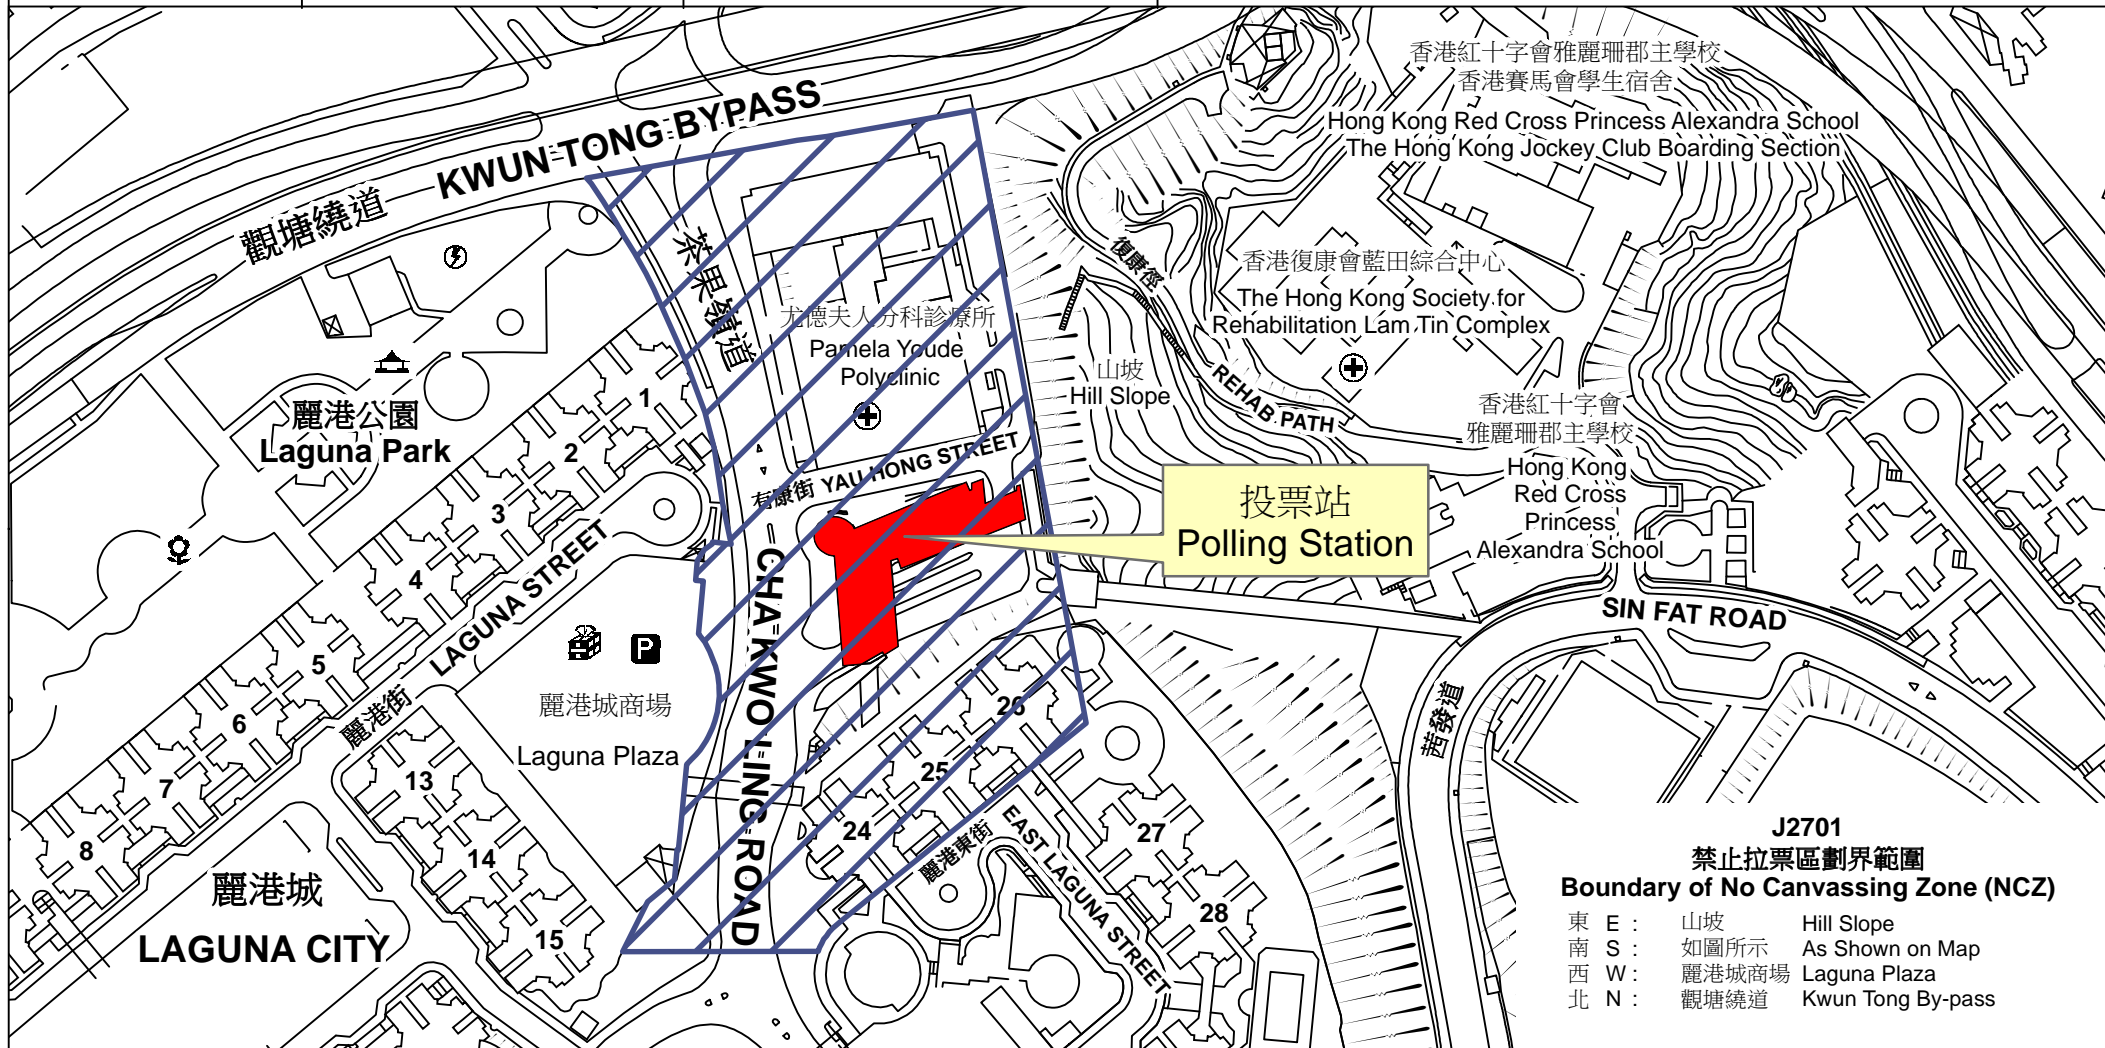 香港紅十字會雅麗珊郡主學校
香港賽馬會學生宿舍
Hong Kong Red Cross Princess Alexandra School
The Hong Kong Jockey Club Boarding Section
觀塘繞道 KWUN TONG BYPASS
茶果嶺道
復康徑
香港復康會藍田綜合中心
The Hong Kong Society for
Rehabilitation Lam Tin Complex
尤德夫人分科診療所
Pamela Youde
Polyclinic
山坡
Hill Slope
REHAB PATH
麗港公園
Laguna Park
1
2
3
4
5
6
7
8
香港紅十字會
雅麗珊郡主學校
Hong Kong
Red Cross
Princess
Alexandra School
有康街 YAU HONG STREET
投票站
Polling Station
LAGUNA STREET
麗港街
CHA KWO LING ROAD
P
麗港城商場
Laguna Plaza
SIN FAT ROAD
茜發道
13
14
15
24
25
26
27
28
麗港東街
EAST LAGUNA STREET
麗港城
LAGUNA CITY
J2701
禁止拉票區劃界範圍
Boundary of No Canvassing Zone (NCZ)
東 E : 山坡 Hill Slope
南 S : 如圖所示 As Shown on Map
西 W : 麗港城商場 Laguna Plaza
北 N : 觀塘繞道 Kwun Tong By-pass